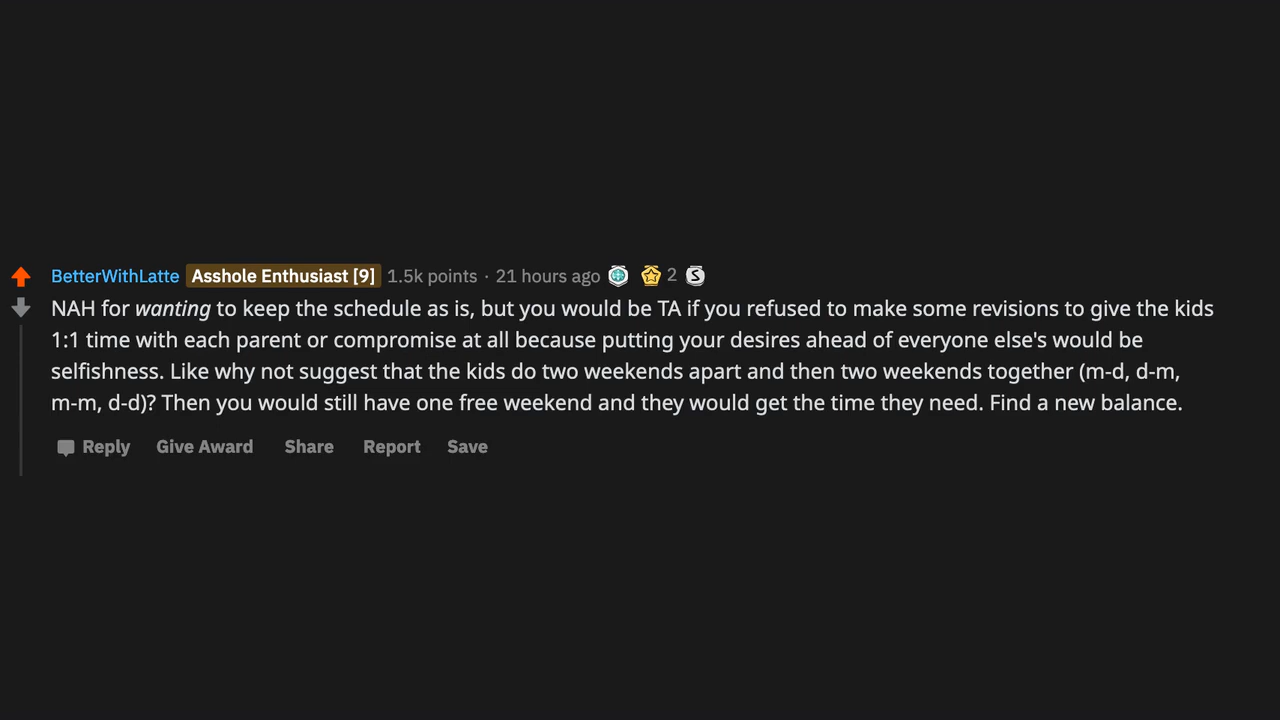 BetterWithLatte Asshole Enthusiast [9] 1.5k points · 21 hours ago 2 S
NAH for wanting to keep the schedule as is, but you would be TA if you refused to make some revisions to give the kids
1:1 time with each parent or compromise at all because putting your desires ahead of everyone else's would be
selfishness. Like why not suggest that the kids do two weekends apart and then two weekends together (m-d, d-m,
m-m, d-d)? Then you would still have one free weekend and they would get the time they need. Find a new balance.
Reply Give Award Share Report Save